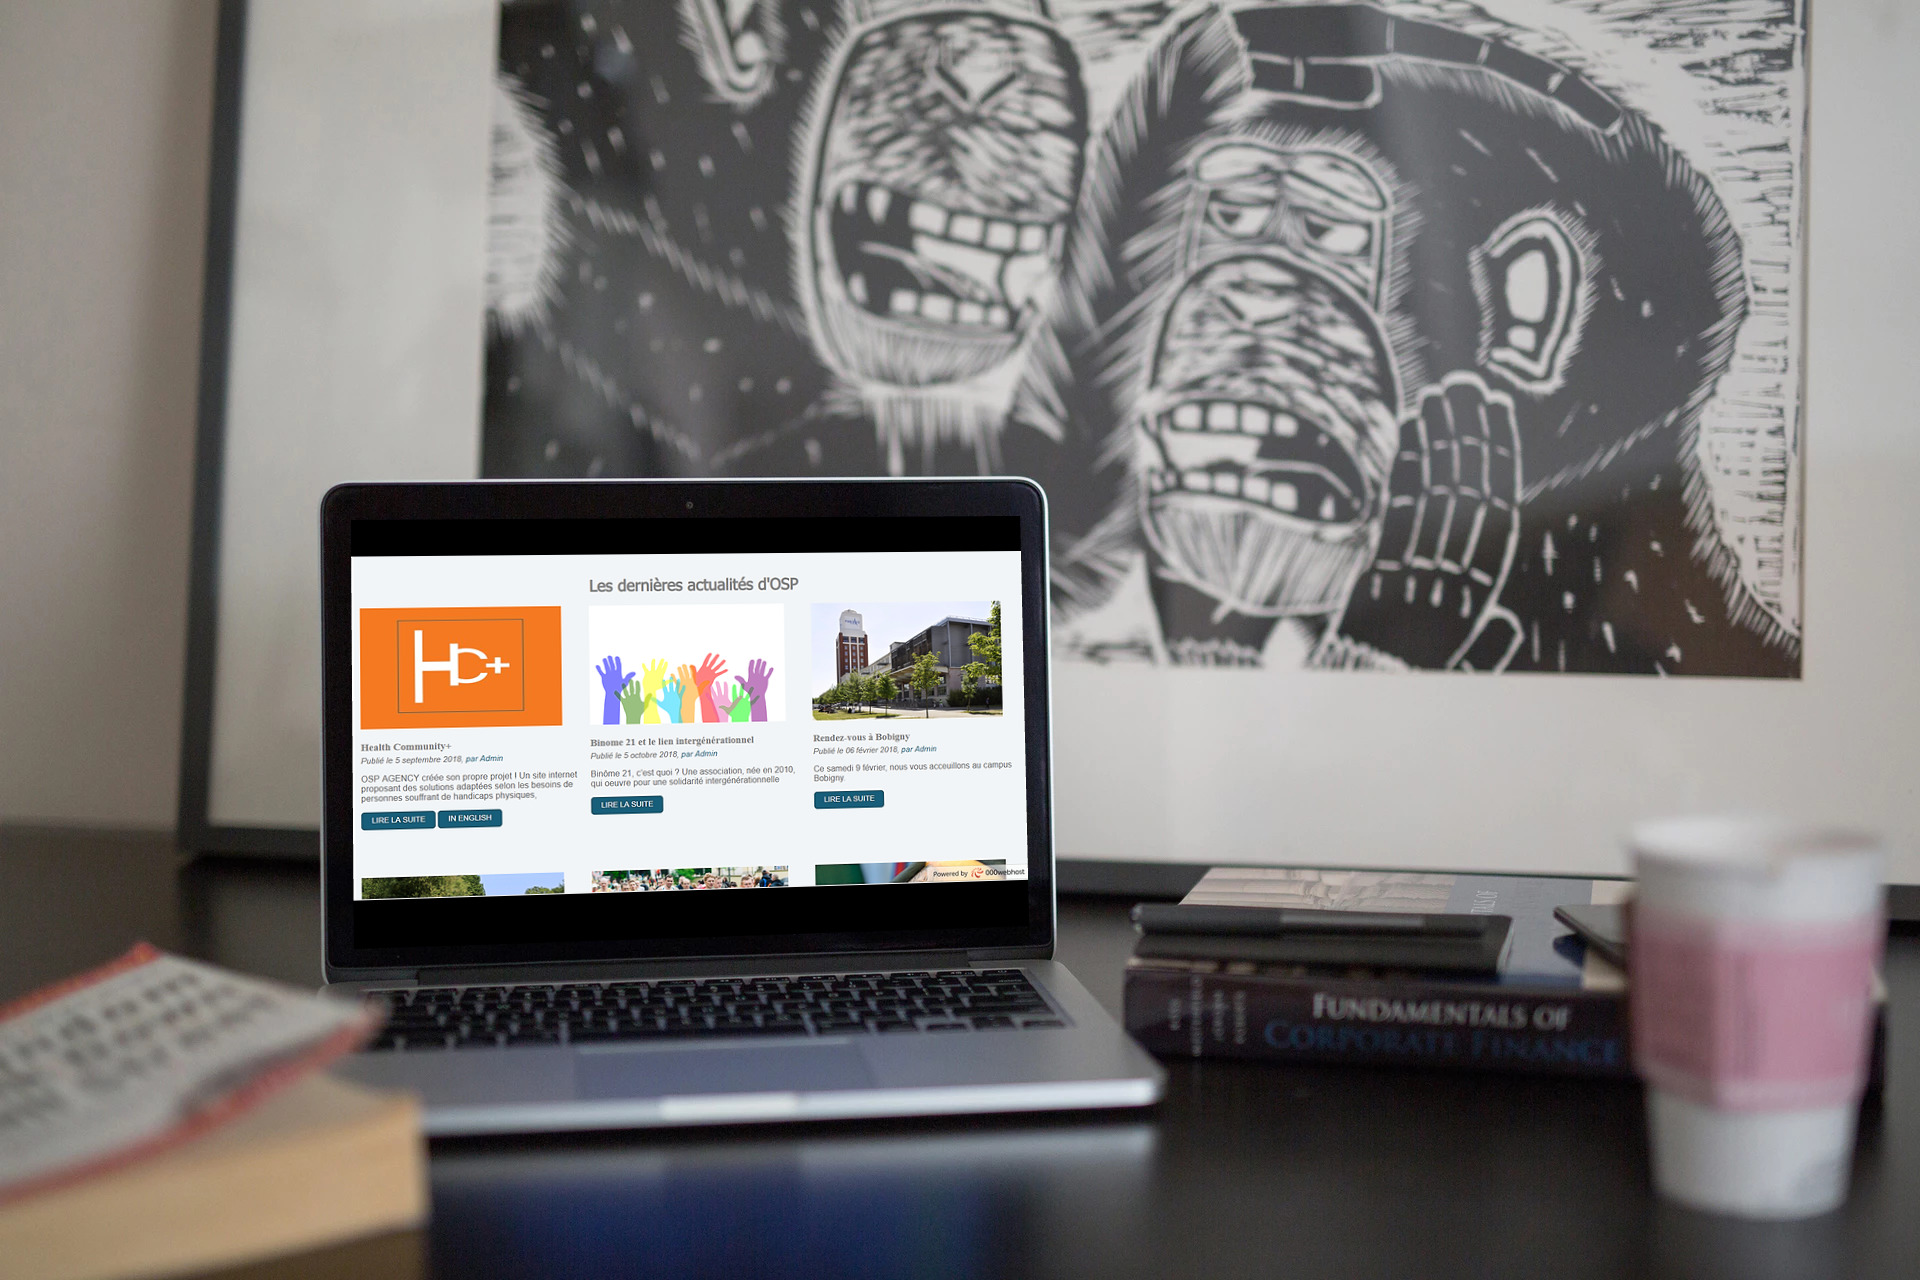 Les dernières actualités d'OSP
HC+
Health Community+
Publié le 5 septembre 2018, par Admin
OSP AGENCY créée son propre projet ! Un site internet
proposant des solutions adaptées selon les besoins de
personnes souffrant de handicaps physiques,
LIRE LA SUITE
IN ENGLISH
Binome 21 et le lien intergénérationnel
Publié le 5 octobre 2018, par Admin
Binôme 21, c'est quoi ? Une association, née en 2010,
qui oeuvre pour une solidarité intergénérationnelle
LIRE LA SUITE
Rendez-vous à Bobigny
Publié le 06 février 2018, par Admin
Ce samedi 9 février, nous vous acceuillons au campus
Bobigny.
LIRE LA SUITE
Powered by 000webhost
FUNDAMENTALS OF
CORPORATE FINANCE